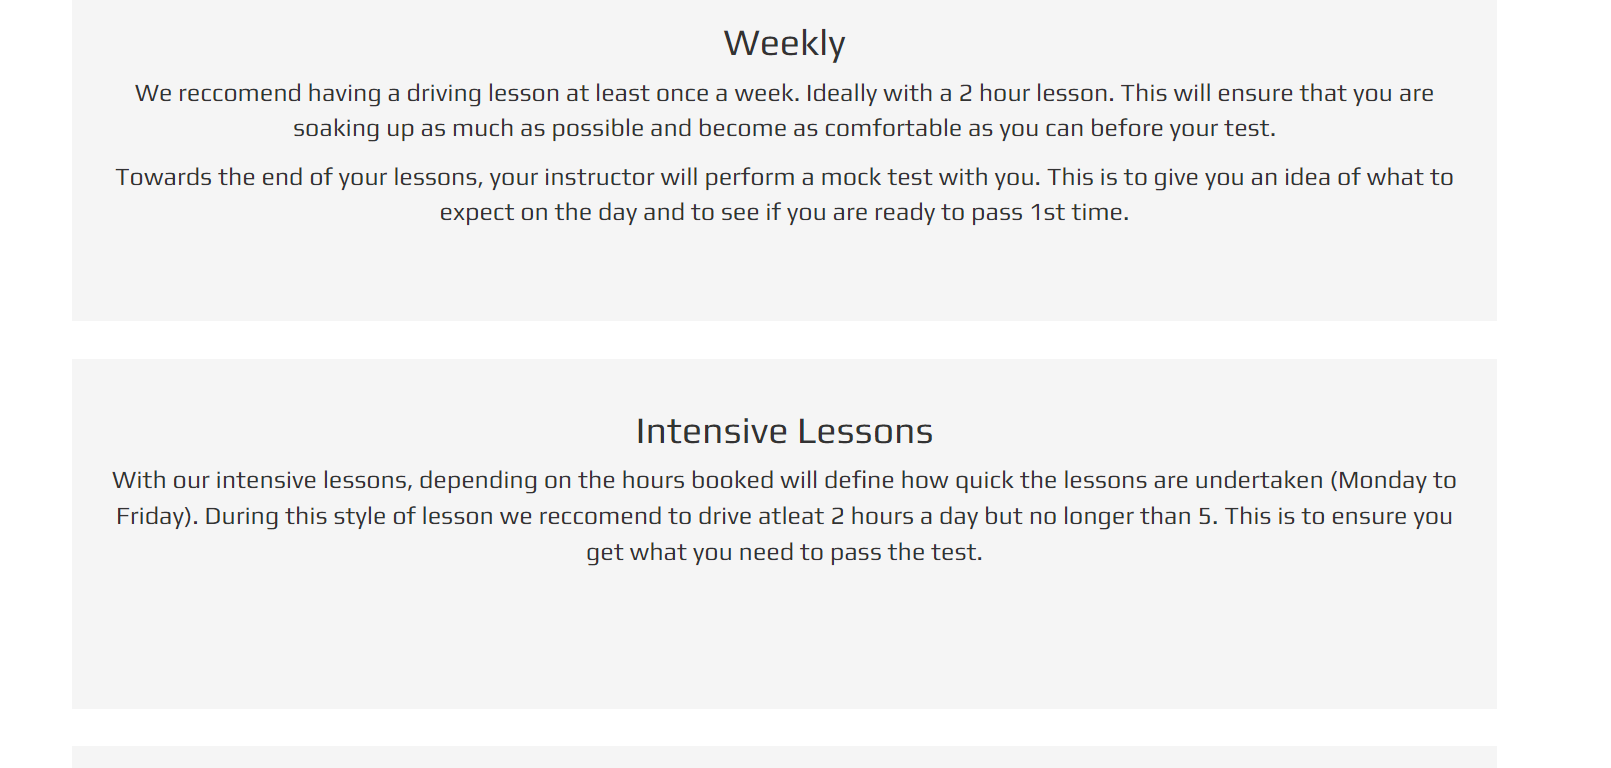 Weekly
We reccomend having a driving lesson at least once a week. Ideally with a 2 hour lesson. This will ensure that you are
soaking up as much as possible and become as comfortable as you can before your test.
Towards the end of your lessons, your instructor will perform a mock test with you. This is to give you an idea of what to
expect on the day and to see if you are ready to pass 1st time.
Intensive Lessons
With our intensive lessons, depending on the hours booked will define how quick the lessons are undertaken (Monday to
Friday). During this style of lesson we reccomend to drive atleat 2 hours a day but no longer than 5. This is to ensure you
get what you need to pass the test.